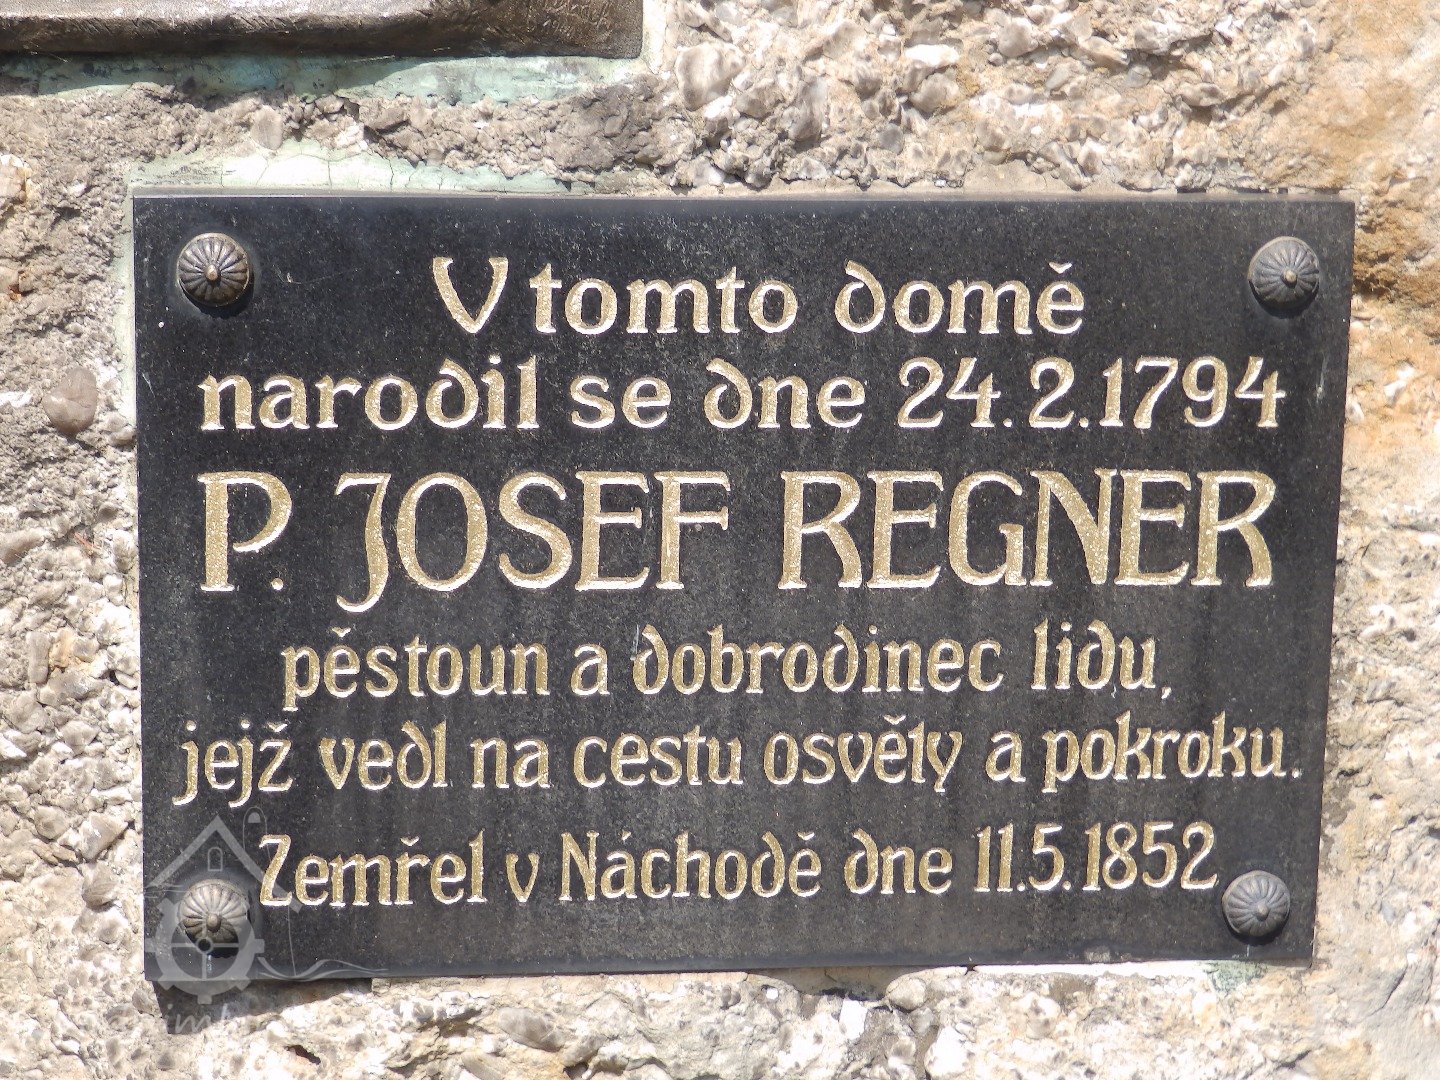 V tomto domě
narodil se dne 24.2.1794
P. JOSEF REGNER
pěstoun a dobrodinec lidu,
jejž vedl na cestu osvěty a pokroku.
Zemřel v Náchodě dne 11.5.1852